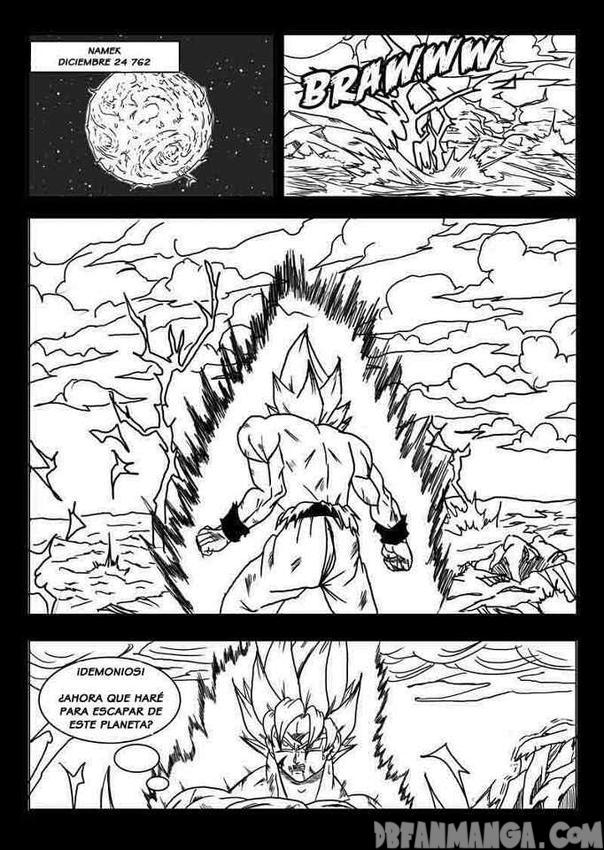 NAMEK
DICIEMBRE 24 762
BRAWWW
¡DEMONIOS!
¿AHORA QUE HARÉ
PARA ESCAPAR DE
ESTE PLANETA?
DBFANMANGA.COM